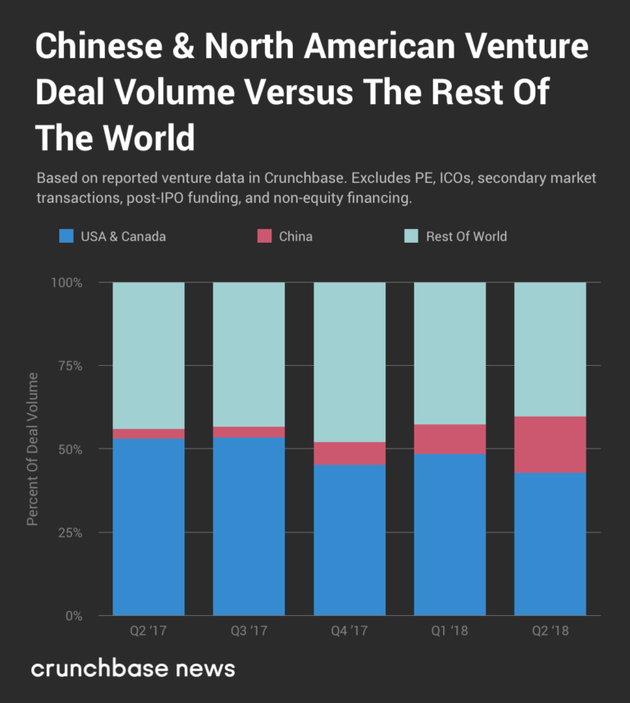 Chinese & North American Venture
Deal Volume Versus The Rest Of
The World
Based on reported venture data in Crunchbase. Excludes PE, ICOs, secondary market
transactions, post-IPO funding, and non-equity financing.
USA & Canada
China
Rest Of World
Percent Of Deal Volume
100%
75%
50%
25%
0%
Q2 ‘17
Q3 ‘17
Q4 ‘17
Q1 ‘18
Q2 ‘18
crunchbase news